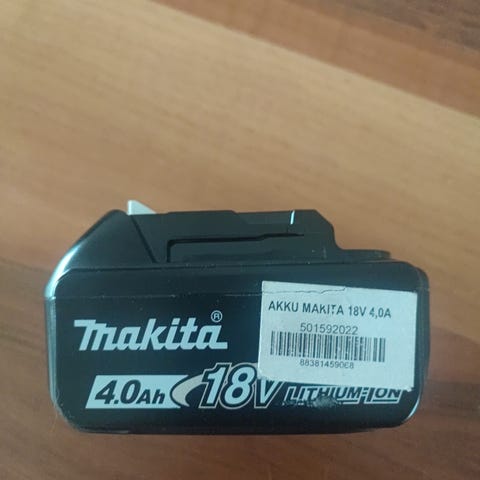 makita®
4.0Ah 18V LITHIUM-ION
AKKU MAKITA 18V 4,0A
501592022
88381459068